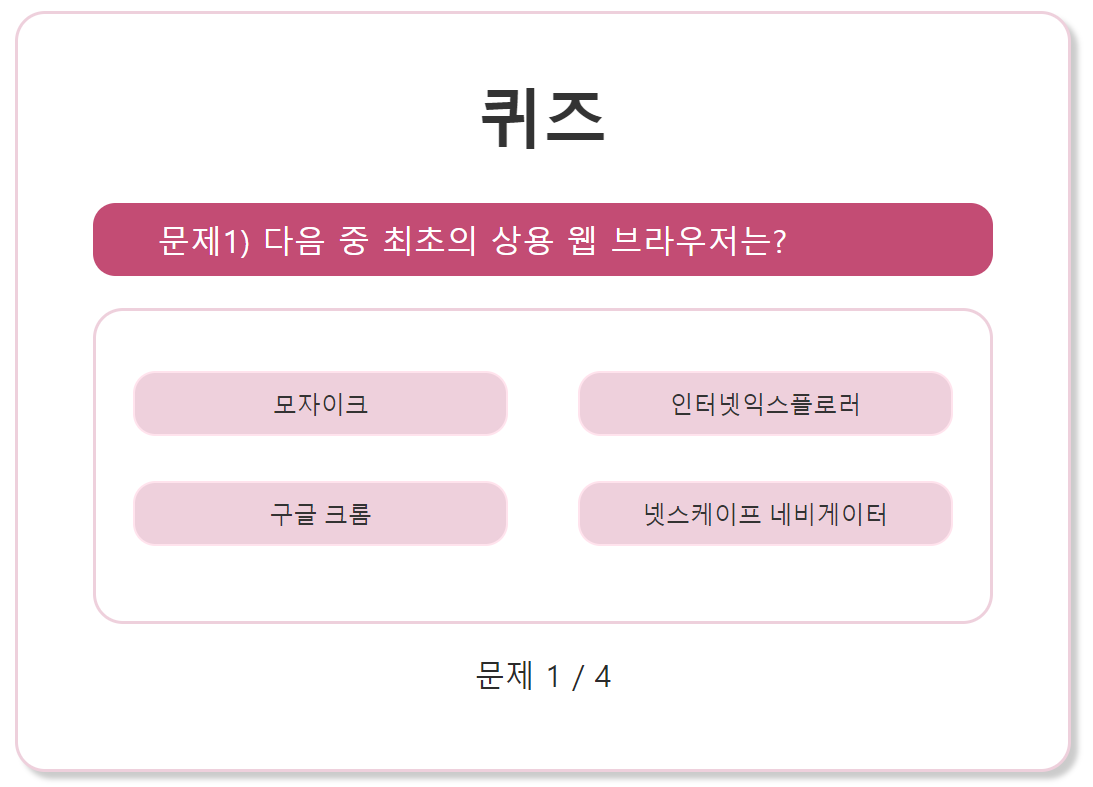 퀴즈
문제1) 다음 중 최초의 상용 웹 브라우저는?
모자이크
인터넷익스플로러
구글 크롬
넷스케이프 네비게이터
문제 1 / 4